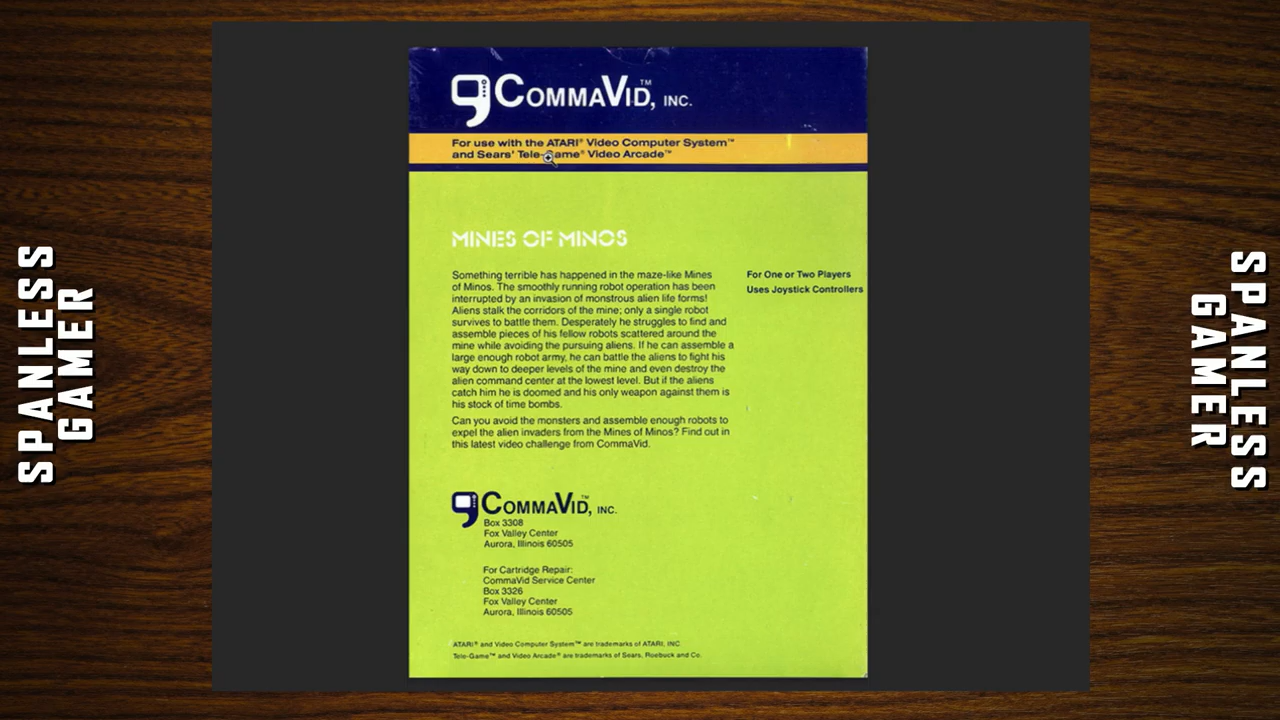 COMMAVID, INC.™
For use with the ATARI® Video Computer System™
and Sears' Tele-Game® Video Arcade™
MINES OF MINOS
Something terrible has happened in the maze-like Mines
of Minos. The smoothly running robot operation has been
interrupted by an invasion of monstrous alien life forms!
Aliens stalk the corridors of the mine; only a single robot
survives to battle them. Desperately he struggles to find and
assemble pieces of his fellow robots scattered around the
mine while avoiding the pursuing aliens. If he can assemble a
large enough robot army, he can battle the aliens to fight his
way down to deeper levels of the mine and even destroy the
alien command center at the lowest level. But if the aliens
catch him he is doomed and his only weapon against them is
his stock of time bombs.
Can you avoid the monsters and assemble enough robots to
expel the alien invaders from the Mines of Minos? Find out in
this latest video challenge from CommaVid.
For One or Two Players
Uses Joystick Controllers
COMMAVID, INC.™
Box 3308
Fox Valley Center
Aurora, Illinois 60505
For Cartridge Repair:
CommaVid Service Center
Box 3326
Fox Valley Center
Aurora, Illinois 60505
ATARI® and Video Computer System™ are trademarks of ATARI, INC.
Tele-Game™ and Video Arcade® are trademarks of Sears, Roebuck and Co.
SPANLESS
GAMER
SPANLESS
GAMER